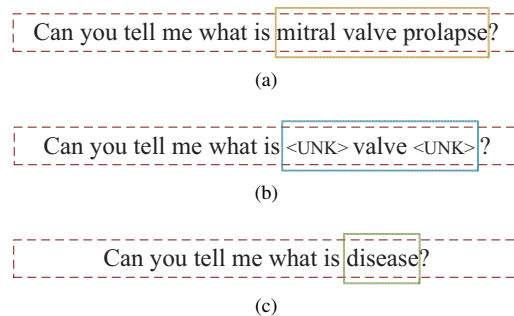 Can you tell me what is mitral valve prolapse?
(a)
Can you tell me what is <UNK> valve <UNK> ?
(b)
Can you tell me what is disease?
(c)